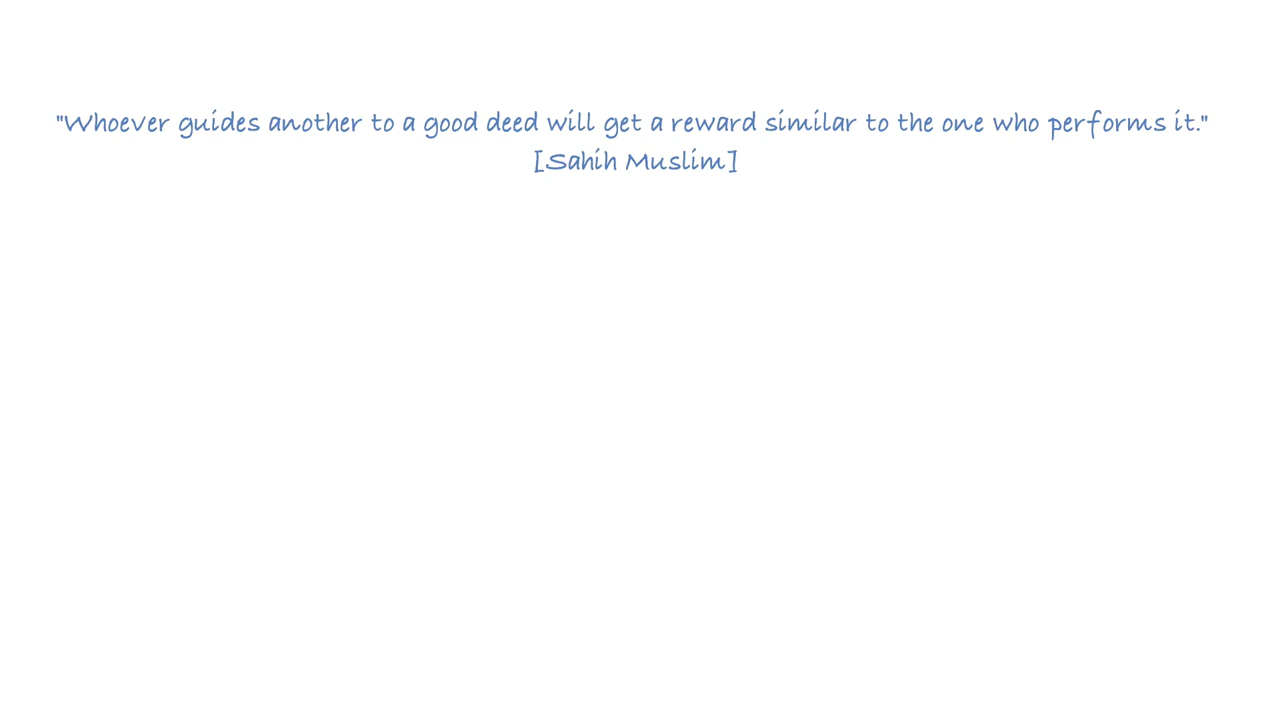 "Whoever guides another to a good deed will get a reward similar to the one who performs it."
[Sahih Muslim]